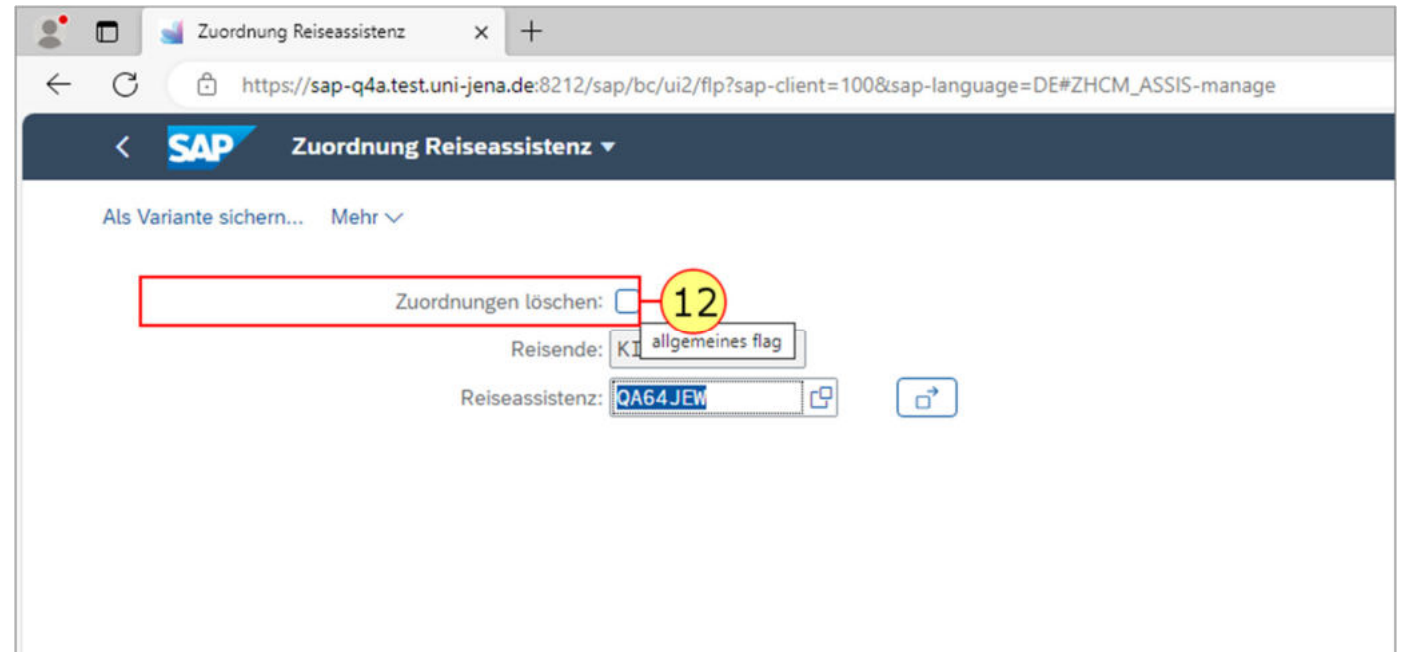 Zuordnung Reiseassistenz
https://sap-q4a.test.uni-jena.de:8212/sap/bc/ui2/flp?sap-client=100&sap-language=DE#ZHCM_ASSIS-manage
SAP Zuordnung Reiseassistenz
Als Variante sichern... Mehr
Zuordnungen löschen: 12
allgemeines flag
Reisende:
Reiseassistenz: QA64JEW